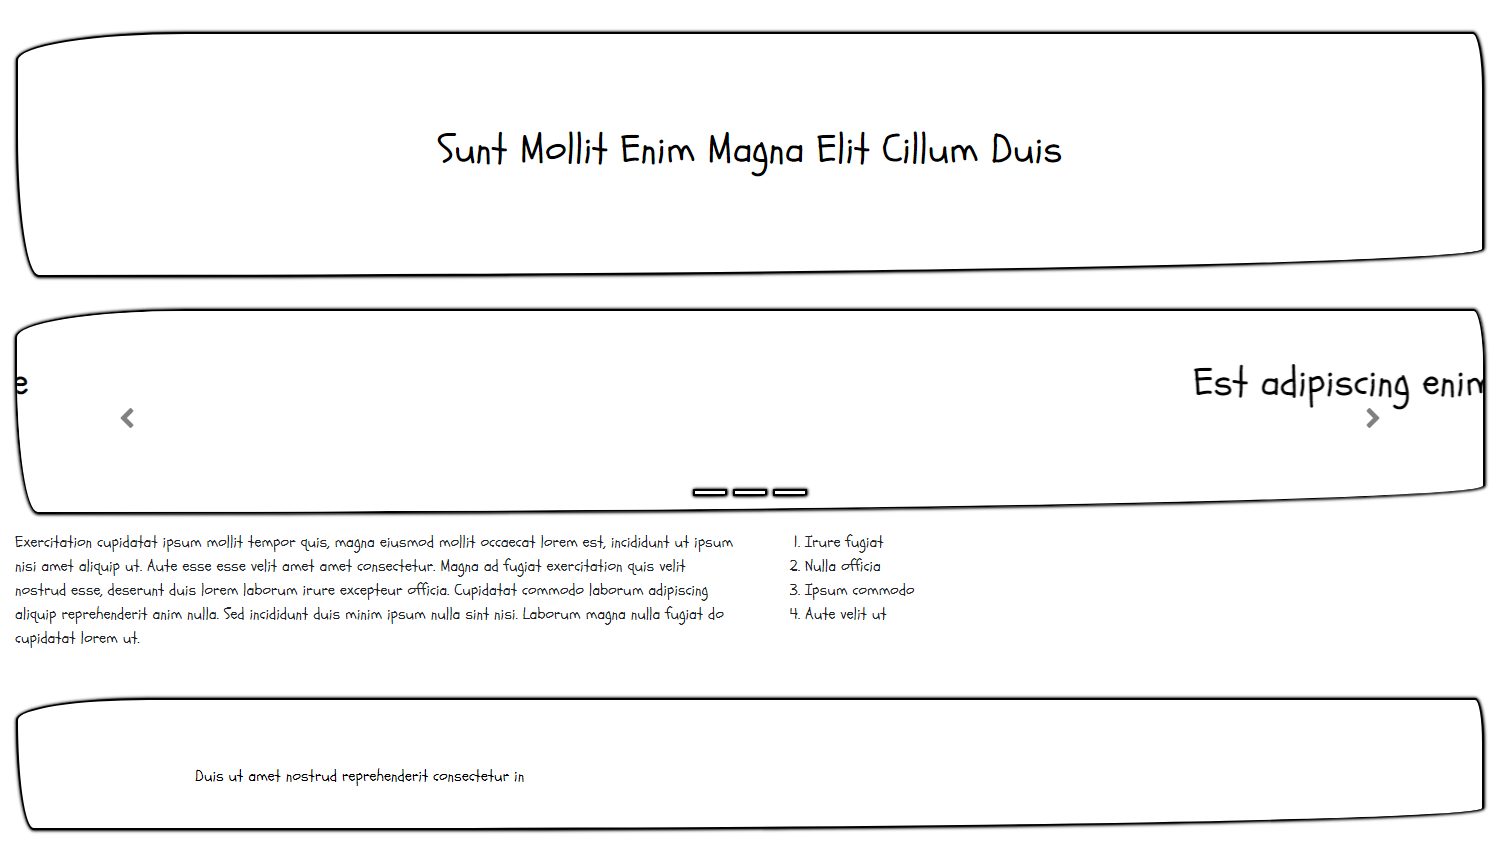 Sunt Mollit Enim Magna Elit Cillum Duis
e
Est adipiscing enim
Exercitation cupidatat ipsum mollit tempor quis, magna eiusmod mollit occaecat lorem est, incididunt ut ipsum
nisi amet aliquip ut. Aute esse esse velit amet amet consectetur. Magna ad fugiat exercitation quis velit
nostrud esse, deserunt duis lorem laborum irure excepteur officia. Cupidatat commodo laborum adipiscing
aliquip reprehenderit anim nulla. Sed incididunt duis minim ipsum nulla sint nisi. Laborum magna nulla fugiat do
cupidatat lorem ut.
1. Irure fugiat
2. Nulla officia
3. Ipsum commodo
4. Aute velit ut
Duis ut amet nostrud reprehenderit consectetur in